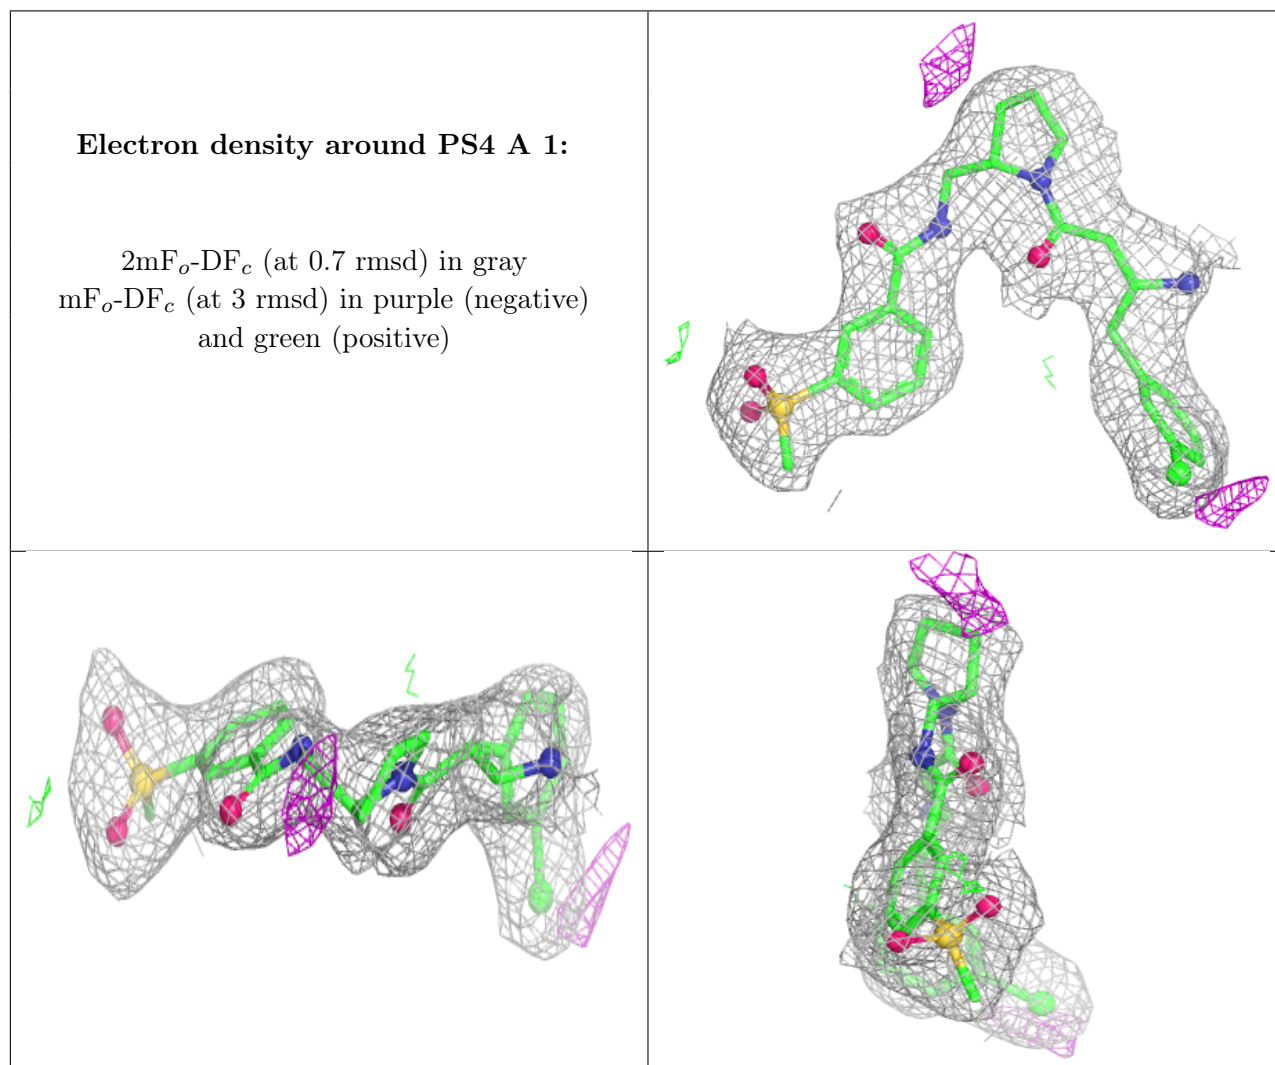 Electron density around PS4 A 1:
2mFo-DFc (at 0.7 rmsd) in gray
mFo-DFc (at 3 rmsd) in purple (negative)
and green (positive)